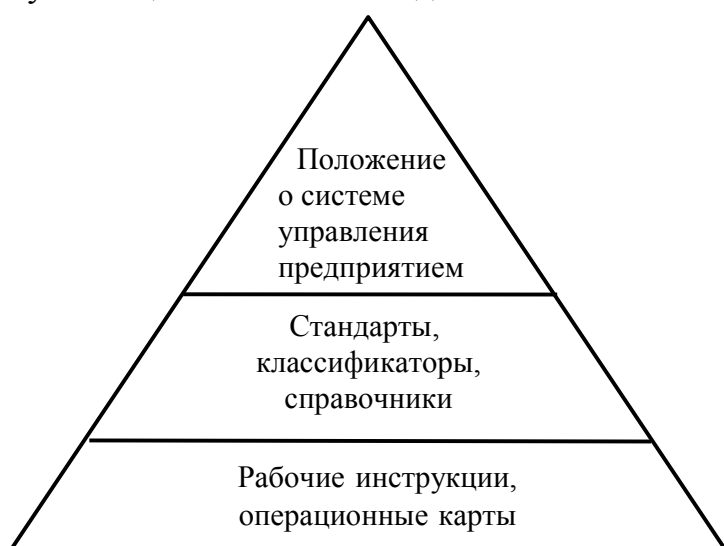 Положение
о системе
управления
предприятием
Стандарты,
классификаторы,
справочники
Рабочие инструкции,
операционные карты